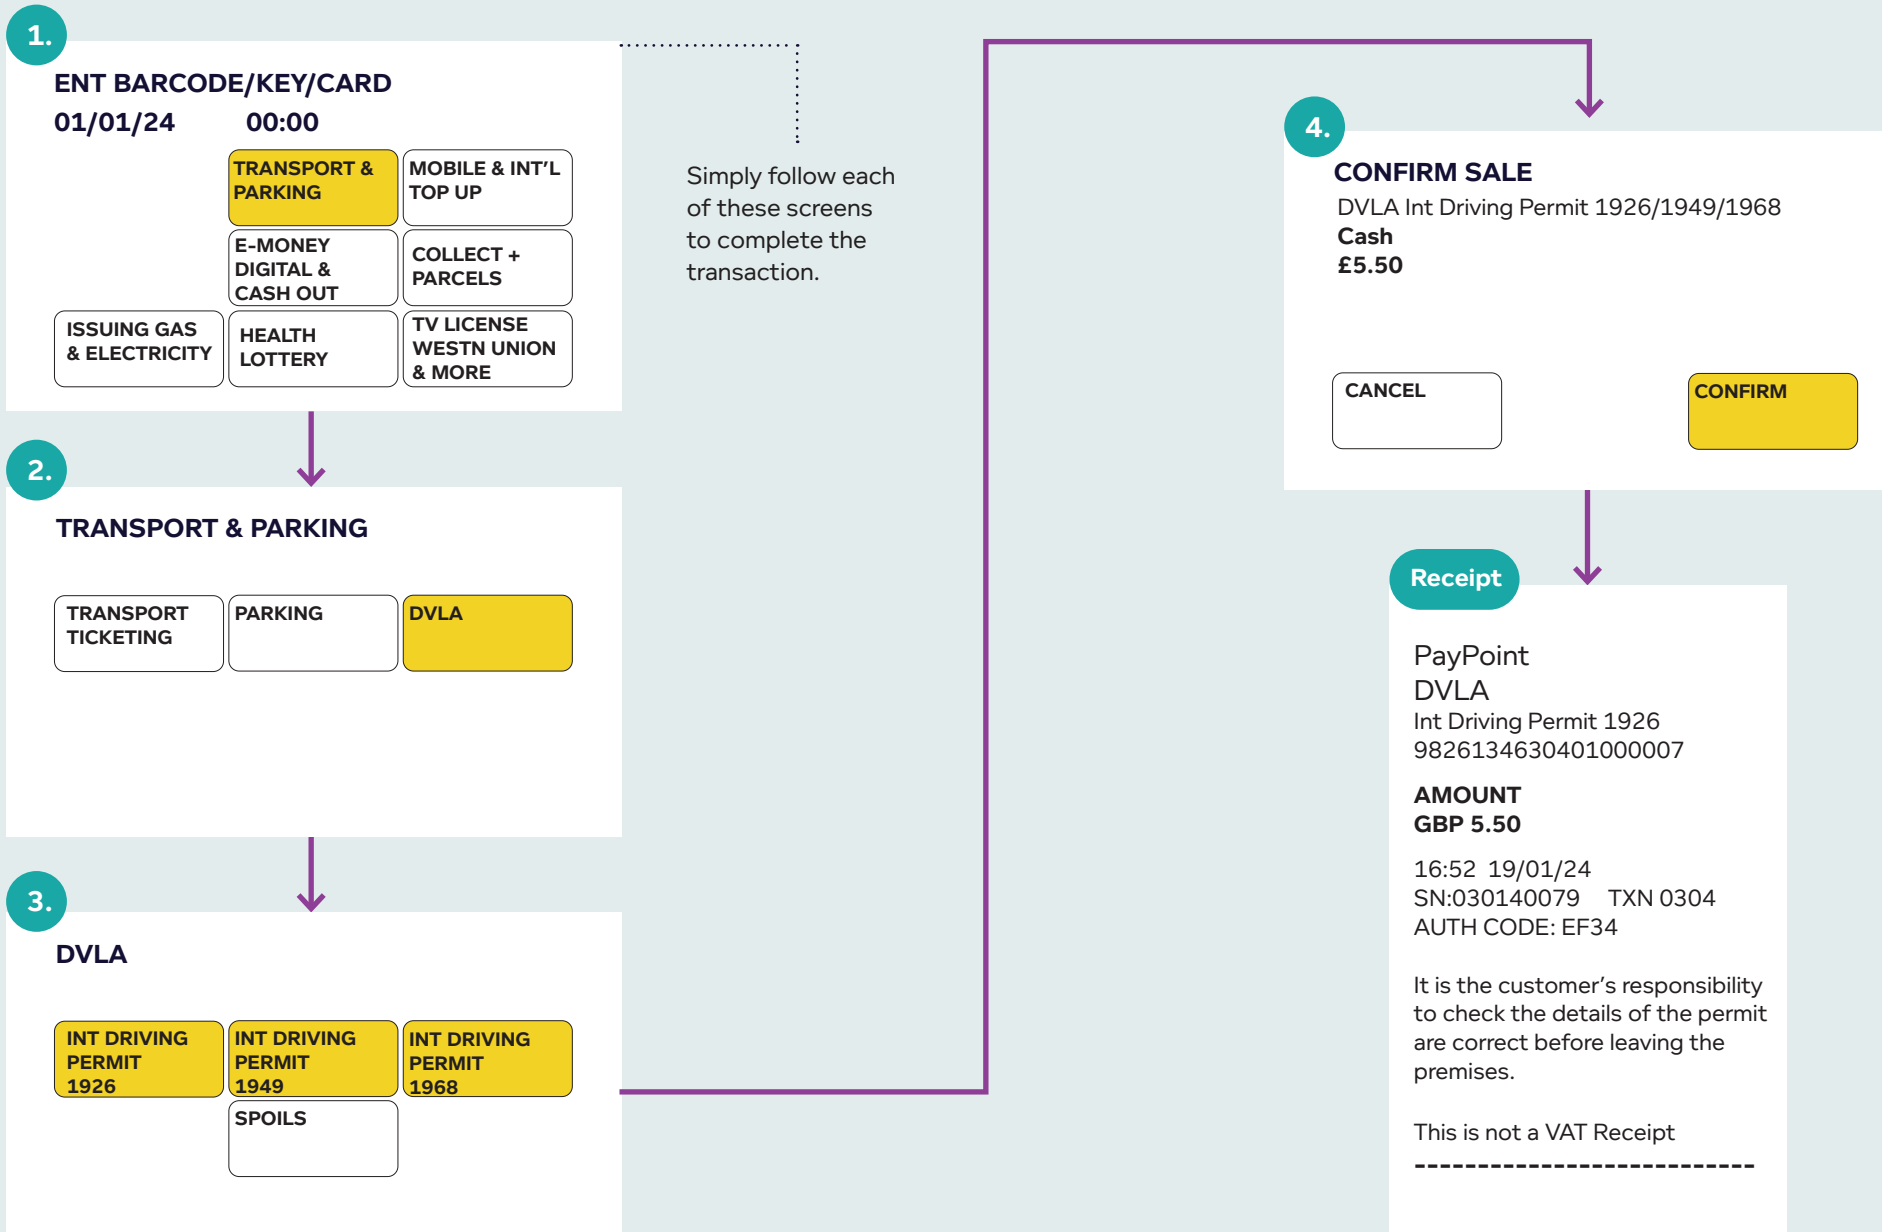 1.
ENT BARCODE/KEY/CARD
01/01/24 00:00
TRANSPORT &
PARKING
MOBILE & INT'L
TOP UP
E-MONEY
DIGITAL &
CASH OUT
COLLECT +
PARCELS
ISSUING GAS
& ELECTRICITY
HEALTH
LOTTERY
TV LICENSE
WESTN UNION
& MORE
Simply follow each
of these screens
to complete the
transaction.
2.
TRANSPORT & PARKING
TRANSPORT
TICKETING
PARKING
DVLA
3.
DVLA
INT DRIVING
PERMIT
1926
INT DRIVING
PERMIT
1949
INT DRIVING
PERMIT
1968
SPOILS
4.
CONFIRM SALE
DVLA Int Driving Permit 1926/1949/1968
Cash
£5.50
CANCEL
CONFIRM
Receipt
PayPoint
DVLA
Int Driving Permit 1926
9826134630401000007
AMOUNT
GBP 5.50
16:52 19/01/24
SN:030140079 TXN 0304
AUTH CODE: EF34
It is the customer’s responsibility
to check the details of the permit
are correct before leaving the
premises.
This is not a VAT Receipt
---------------------------